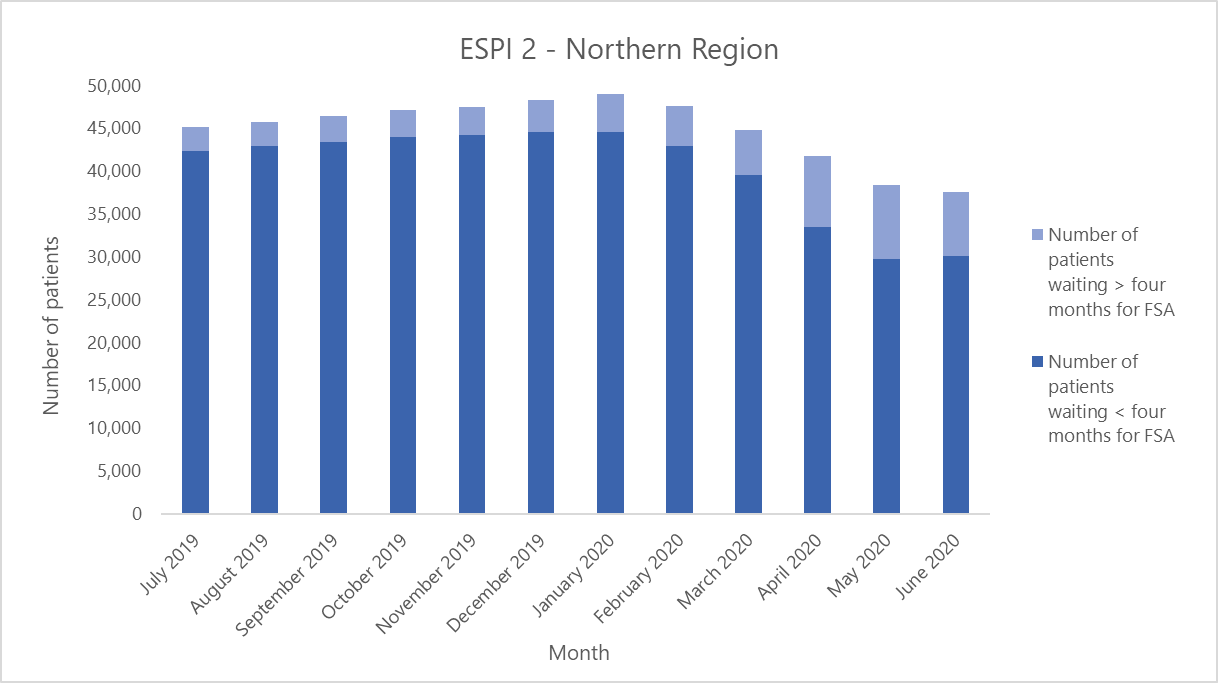 ESPI 2 - Northern Region
50,000
45,000
40,000
35,000
30,000
25,000
20,000
15,000
10,000
5,000
0
Number of patients
July 2019
August 2019
September 2019
October 2019
November 2019
December 2019
January 2020
February 2020
March 2020
April 2020
May 2020
June 2020
Month
Number of
patients
waiting > four
months for FSA
Number of
patients
waiting < four
months for FSA